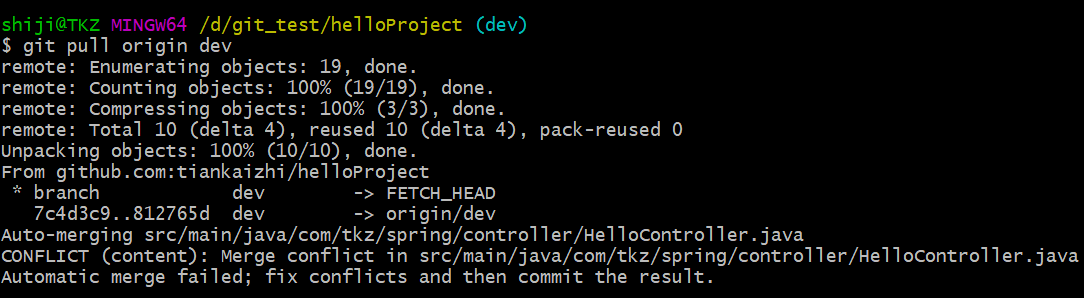 shiji@TKZ MINGW64 /d/git_test/helloProject (dev)
$ git pull origin dev
remote: Enumerating objects: 19, done.
remote: Counting objects: 100% (19/19), done.
remote: Compressing objects: 100% (3/3), done.
remote: Total 10 (delta 4), reused 10 (delta 4), pack-reused 0
Unpacking objects: 100% (10/10), done.
From github.com:tiankaizhi/helloProject
 * branch            dev        -> FETCH_HEAD
   7c4d3c9..812765d  dev        -> origin/dev
Auto-merging src/main/java/com/tkz/spring/controller/HelloController.java
CONFLICT (content): Merge conflict in src/main/java/com/tkz/spring/controller/HelloController.java
Automatic merge failed; fix conflicts and then commit the result.